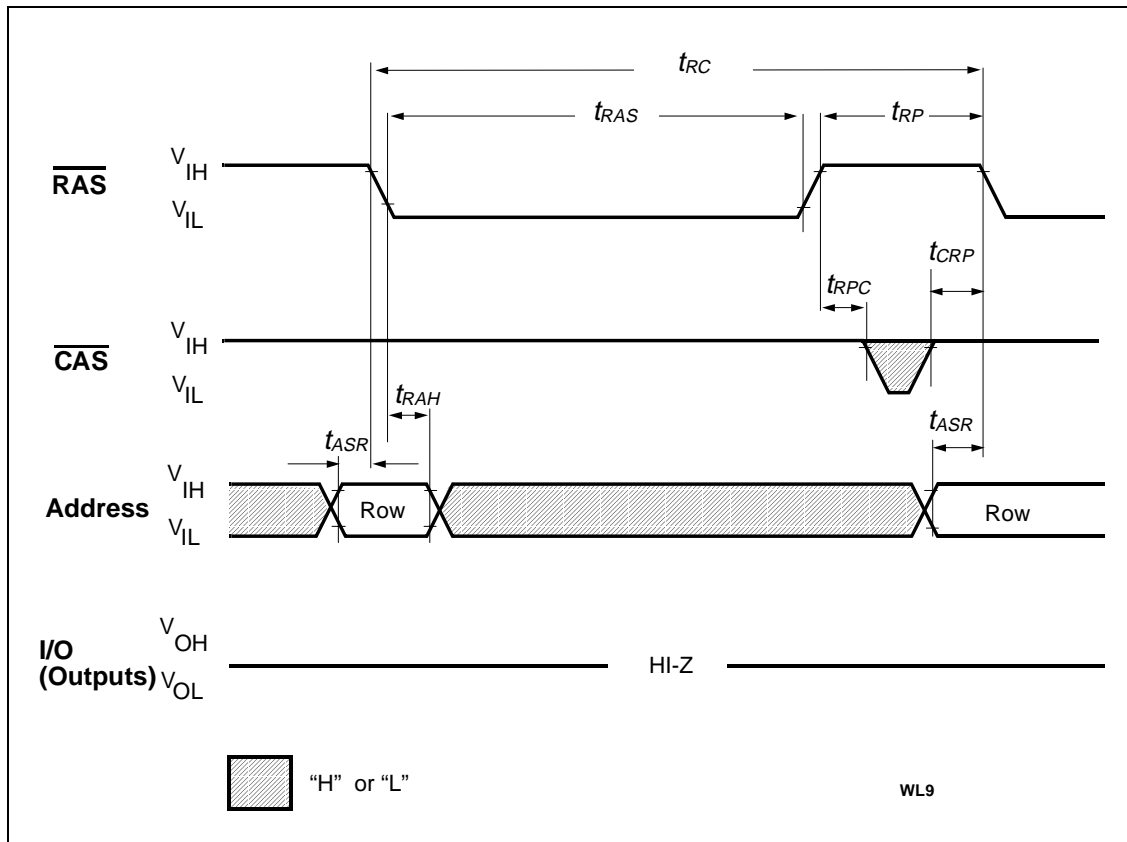 tRC
tRAS
tRP
RAS
VIH
VIL
tCRP
tRPC
CAS
VIH
VIL
tRAH
tASR
tASR
Address
VIH
VIL
Row
Row
I/O
(Outputs)
VOH
VOL
HI-Z
“H” or “L”
WL9